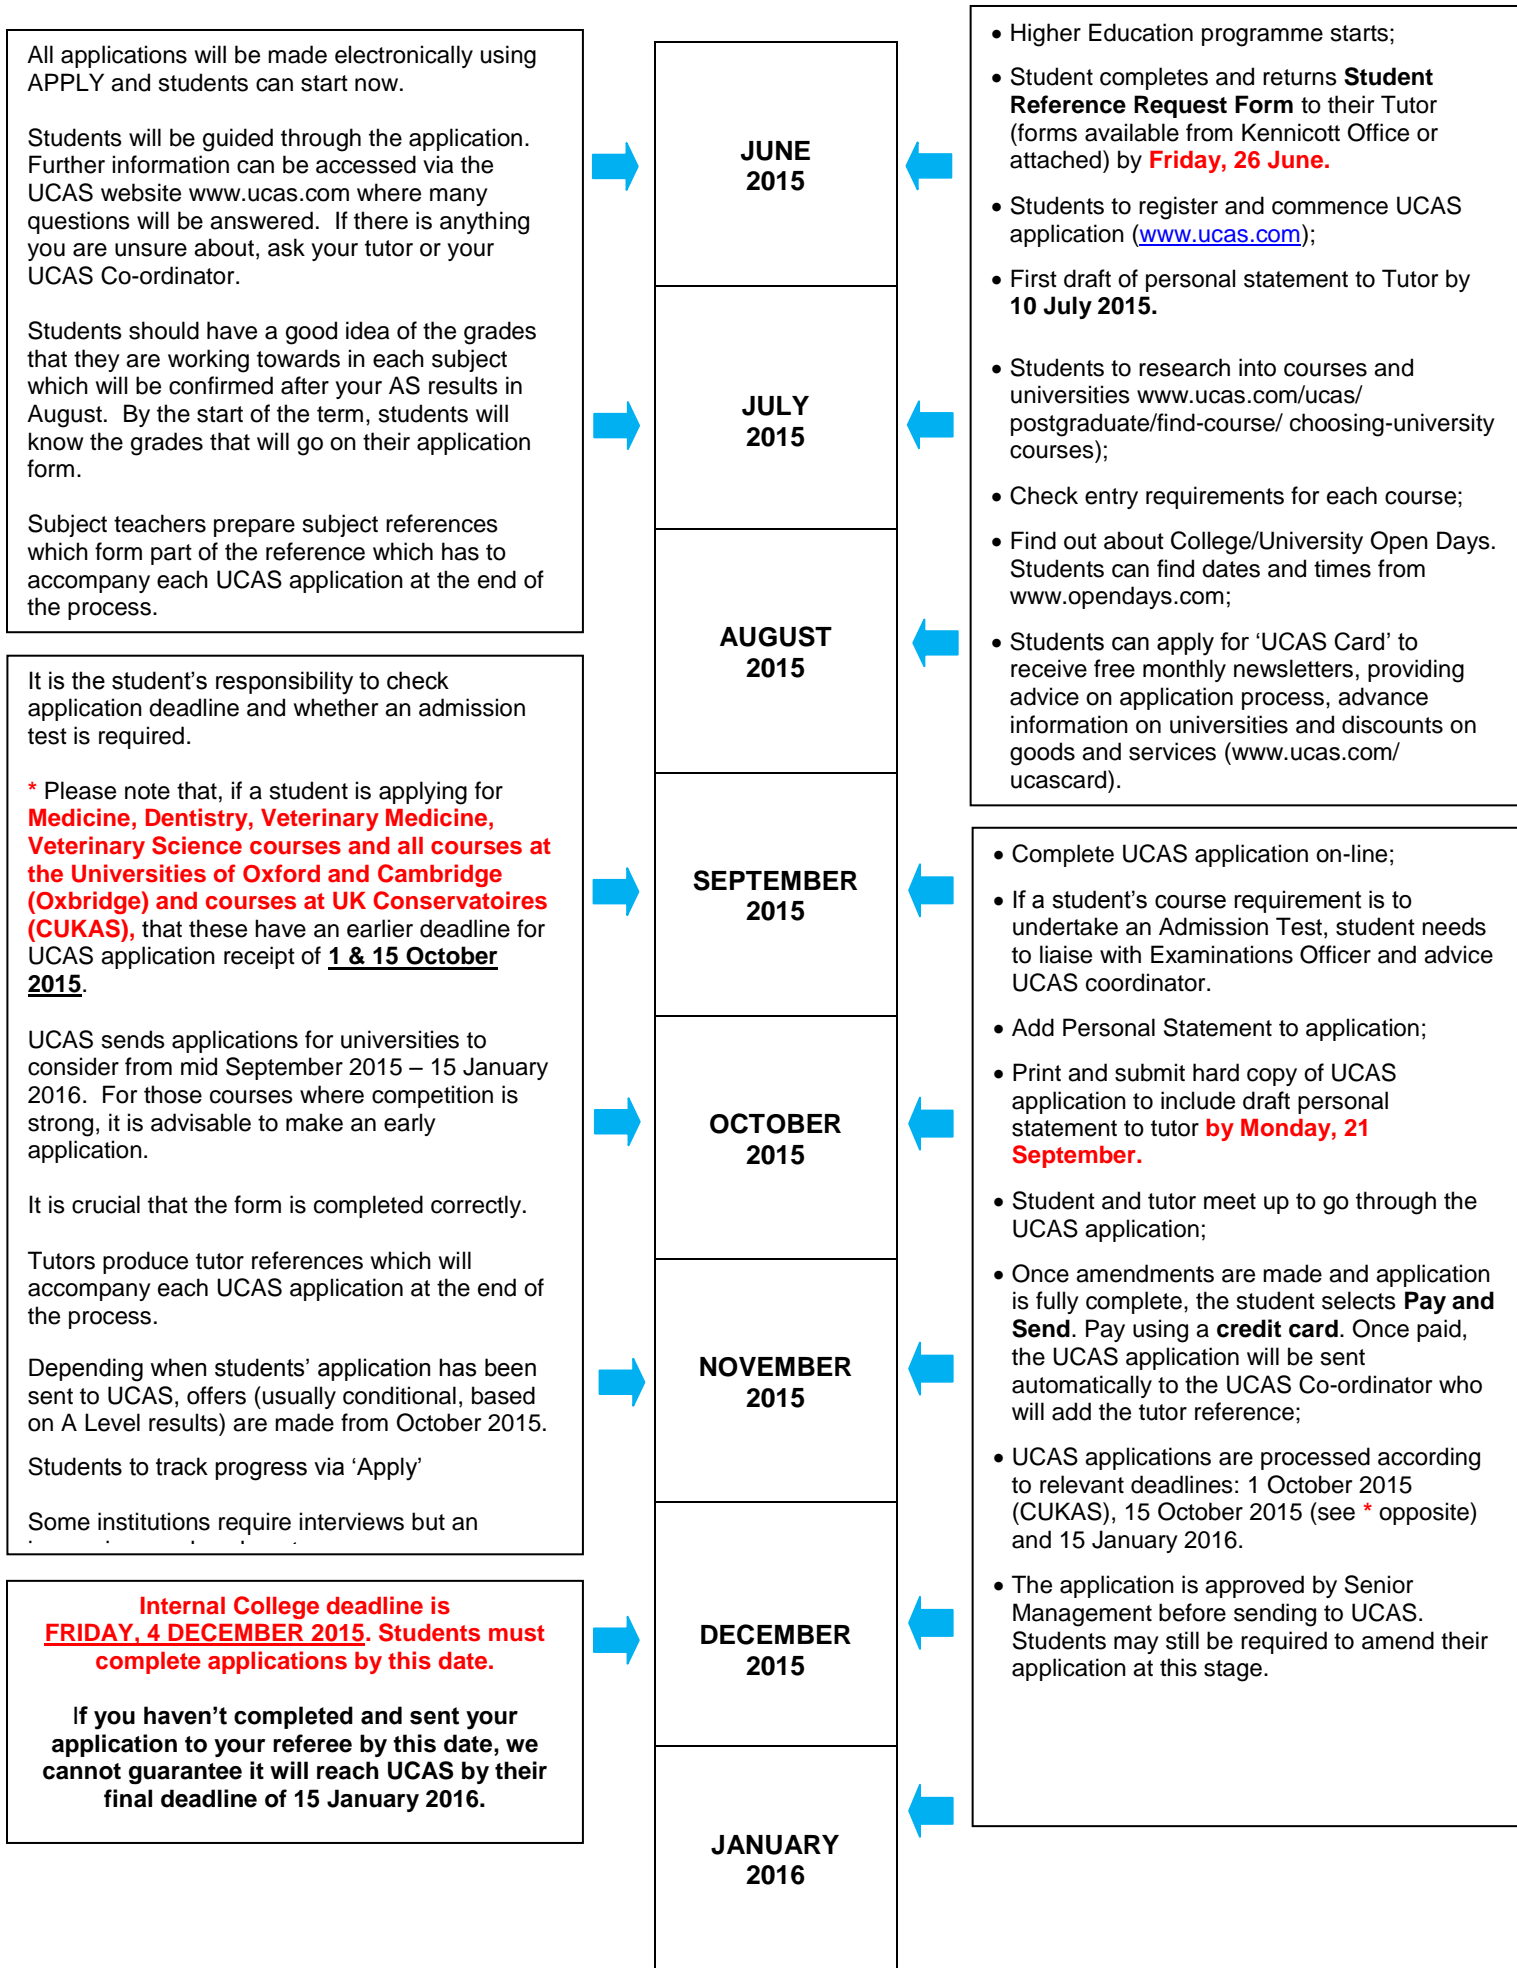 All applications will be made electronically using
APPLY and students can start now.
Students will be guided through the application.
Further information can be accessed via the
UCAS website www.ucas.com where many
questions will be answered.  If there is anything
you are unsure about, ask your tutor or your
UCAS Co-ordinator.
Students should have a good idea of the grades
that they are working towards in each subject
which will be confirmed after your AS results in
August.  By the start of the term, students will
know the grades that will go on their application
form.
Subject teachers prepare subject references
which form part of the reference which has to
accompany each UCAS application at the end of
the process.
It is the student’s responsibility to check
application deadline and whether an admission
test is required.
* Please note that, if a student is applying for
Medicine, Dentistry, Veterinary Medicine,
Veterinary Science courses and all courses at
the Universities of Oxford and Cambridge
(Oxbridge) and courses at UK Conservatoires
(CUKAS), that these have an earlier deadline for
UCAS application receipt of 1 & 15 October
2015.
UCAS sends applications for universities to
consider from mid September 2015 – 15 January
2016.  For those courses where competition is
strong, it is advisable to make an early
application.
It is crucial that the form is completed correctly.
Tutors produce tutor references which will
accompany each UCAS application at the end of
the process.
Depending when students’ application has been
sent to UCAS, offers (usually conditional, based
on A Level results) are made from October 2015.
Students to track progress via ‘Apply’
Some institutions require interviews but an
Internal College deadline is
FRIDAY, 4 DECEMBER 2015. Students must
complete applications by this date.
If you haven’t completed and sent your
application to your referee by this date, we
cannot guarantee it will reach UCAS by their
final deadline of 15 January 2016.
JUNE
2015
JULY
2015
AUGUST
2015
SEPTEMBER
2015
OCTOBER
2015
NOVEMBER
2015
DECEMBER
2015
JANUARY
2016
• Higher Education programme starts;
• Student completes and returns Student
Reference Request Form to their Tutor
(forms available from Kennicott Office or
attached) by Friday, 26 June.
• Students to register and commence UCAS
application (www.ucas.com);
• First draft of personal statement to Tutor by
10 July 2015.
• Students to research into courses and
universities www.ucas.com/ucas/
postgraduate/find-course/ choosing-university
courses);
• Check entry requirements for each course;
• Find out about College/University Open Days.
Students can find dates and times from
www.opendays.com;
• Students can apply for ‘UCAS Card’ to
receive free monthly newsletters, providing
advice on application process, advance
information on universities and discounts on
goods and services (www.ucas.com/
ucascard).
• Complete UCAS application on-line;
• If a student’s course requirement is to
undertake an Admission Test, student needs
to liaise with Examinations Officer and advice
UCAS coordinator.
• Add Personal Statement to application;
• Print and submit hard copy of UCAS
application to include draft personal
statement to tutor by Monday, 21
September.
• Student and tutor meet up to go through the
UCAS application;
• Once amendments are made and application
is fully complete, the student selects Pay and
Send. Pay using a credit card. Once paid,
the UCAS application will be sent
automatically to the UCAS Co-ordinator who
will add the tutor reference;
• UCAS applications are processed according
to relevant deadlines: 1 October 2015
(CUKAS), 15 October 2015 (see * opposite)
and 15 January 2016.
• The application is approved by Senior
Management before sending to UCAS.
Students may still be required to amend their
application at this stage.